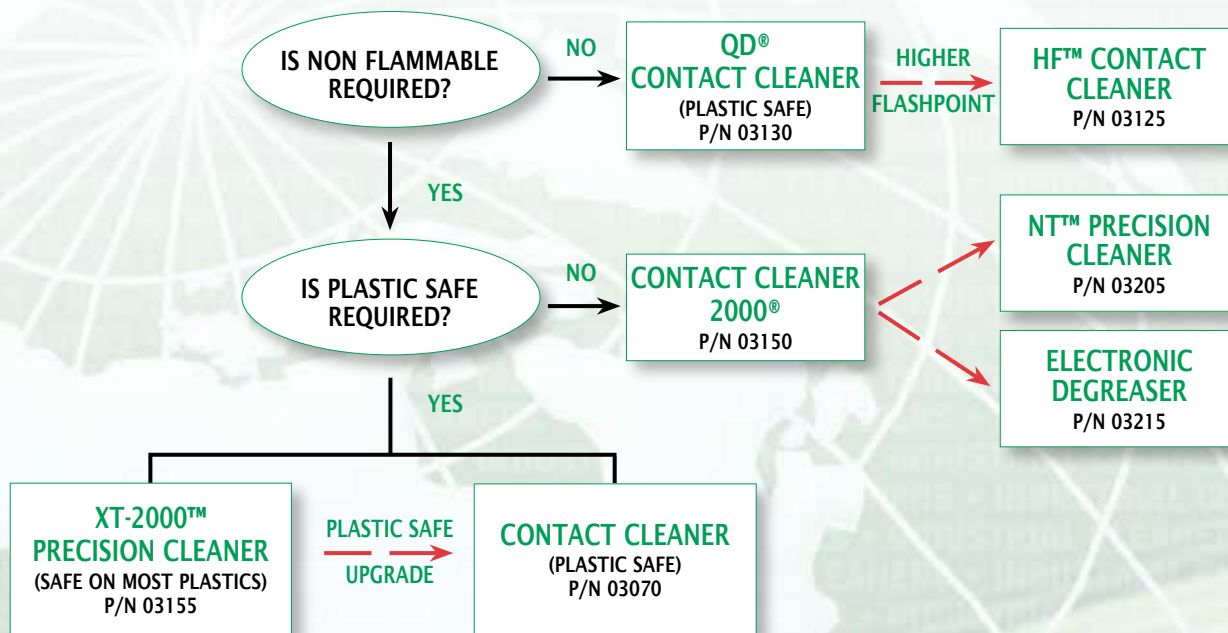 IS NON FLAMMABLE
REQUIRED?
NO
QD®
CONTACT CLEANER
(PLASTIC SAFE)
P/N 03130
HIGHER
FLASHPOINT
HF™ CONTACT
CLEANER
P/N 03125
YES
IS PLASTIC SAFE
REQUIRED?
NO
CONTACT CLEANER
2000®
P/N 03150
NT™ PRECISION
CLEANER
P/N 03205
ELECTRONIC
DEGREASER
P/N 03215
YES
XT-2000™
PRECISION CLEANER
(SAFE ON MOST PLASTICS)
P/N 03155
PLASTIC SAFE
UPGRADE
CONTACT CLEANER
(PLASTIC SAFE)
P/N 03070